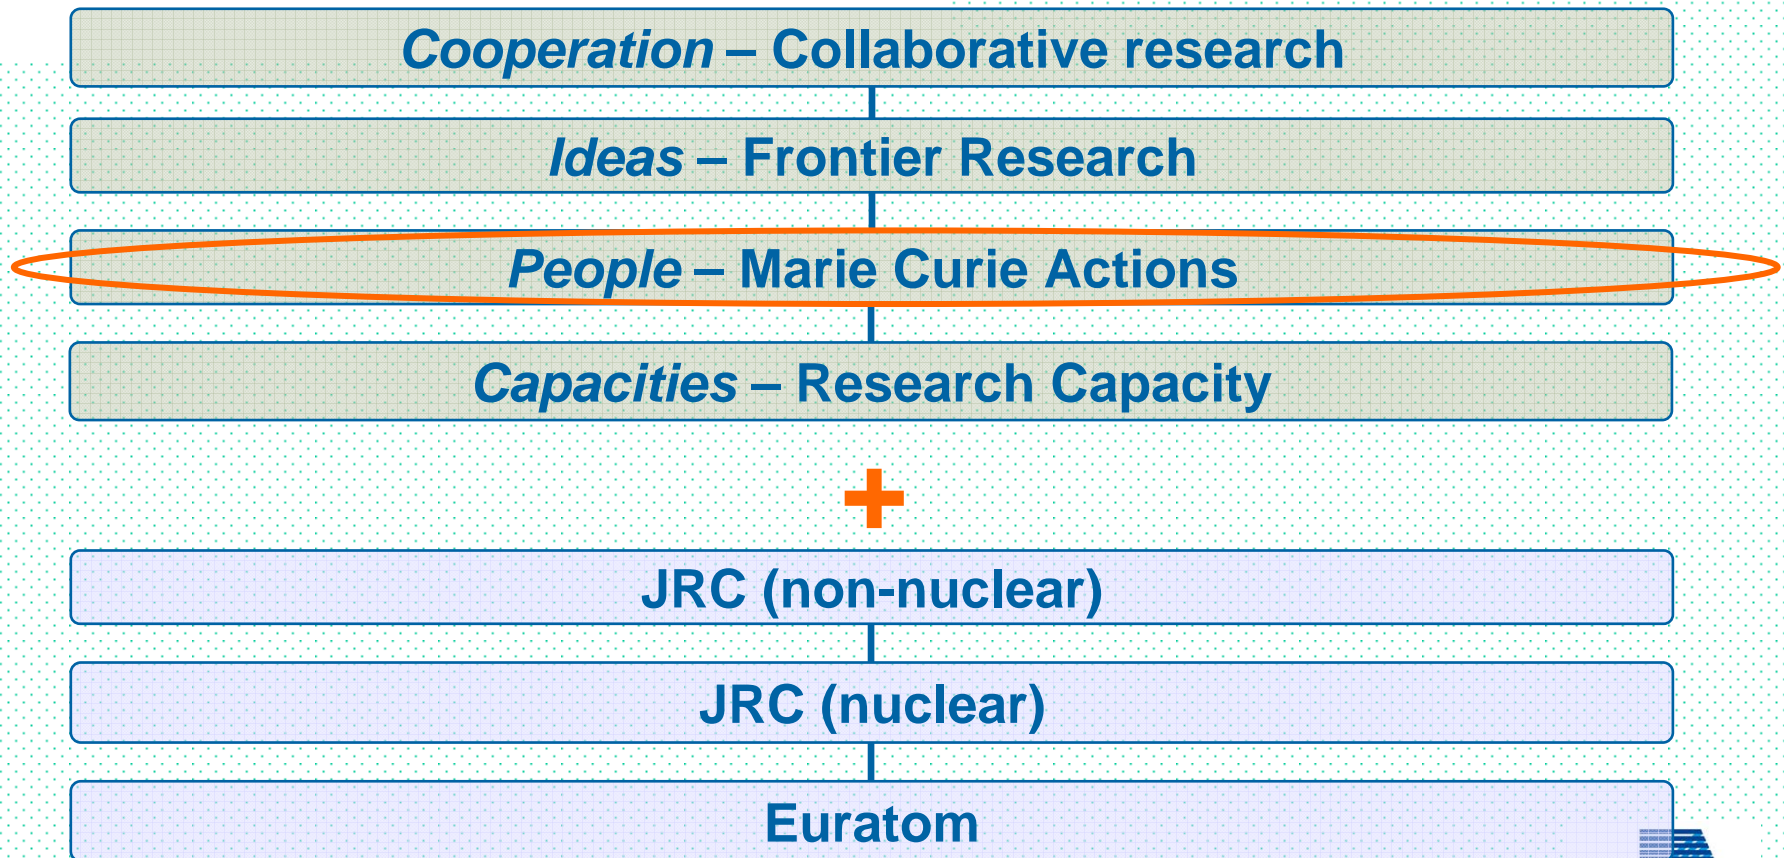 Cooperation – Collaborative research
Ideas – Frontier Research
People – Marie Curie Actions
Capacities – Research Capacity
+
JRC (non-nuclear)
JRC (nuclear)
Euratom